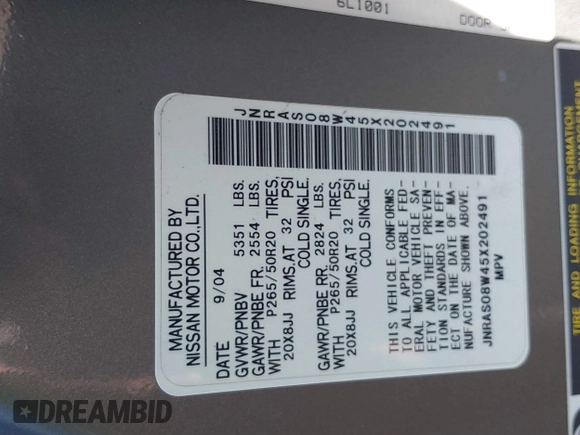 6L1001
DOOR
JNRAS08W45X202491
MANUFACTURED BY
NISSAN MOTOR CO.,LTD.
DATE 9/04
GVWR/PNBV 5351 LBS.
GAWR/PNBE FR. 2554 LBS.
WITH P265/50R20 TIRES,
20X8JJ RIMS.AT 32 PSI
COLD SINGLE.
GAWR/PNBE RR. 2824 LBS.
WITH P265/50R20 TIRES,
20X8JJ RIMS.AT 32 PSI
COLD SINGLE.
THIS VEHICLE CONFORMS
TO ALL APPLICABLE FED-
ERAL MOTOR VEHICLE SA-
FETY AND THEFT PREVEN-
TION STANDARDS IN EFF-
ECT ON THE DATE OF MA-
NUFACTURE SHOWN ABOVE.
JNRAS08W45X202491
MPV
TIRE AND LOADING INFORMATION
DREAMBID